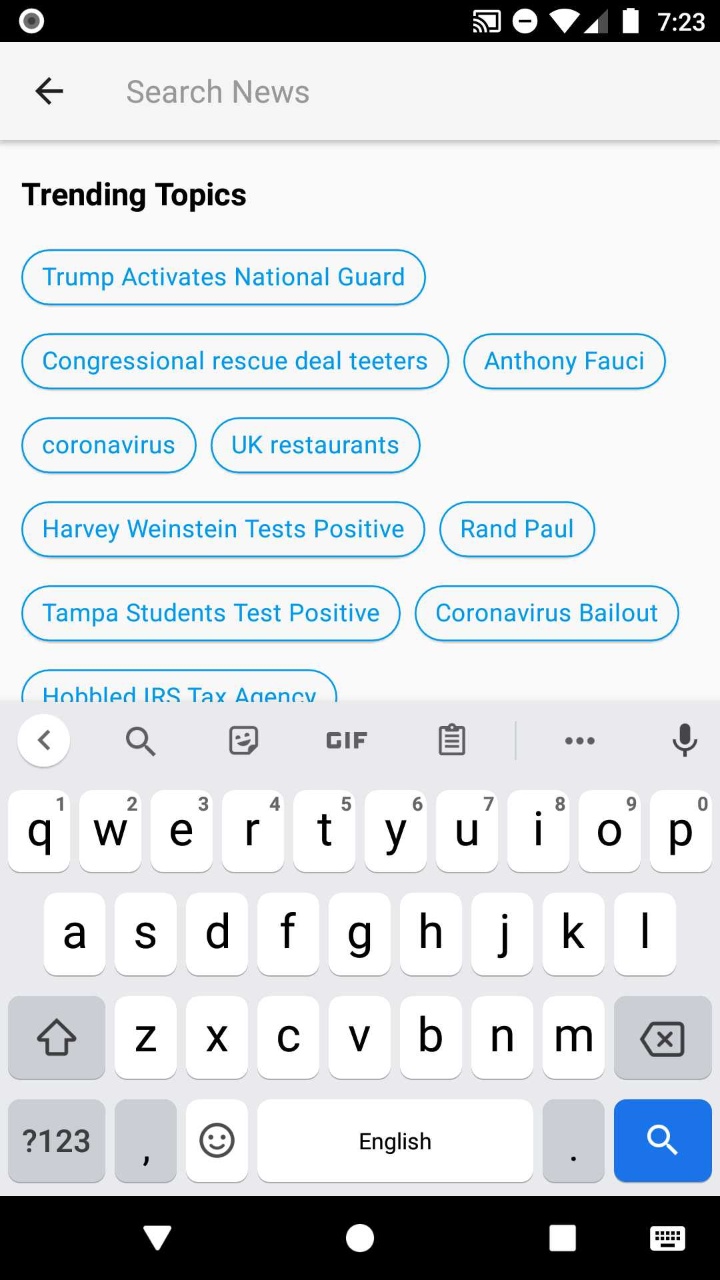 7:23
Search News
Trending Topics
Trump Activates National Guard
Congressional rescue deal teeters Anthony Fauci
coronavirus UK restaurants
Harvey Weinstein Tests Positive Rand Paul
Tampa Students Test Positive Coronavirus Bailout
Hobbled IRS Tax Agency
GIF
1 2 3 4 5 6 7 8 9 0
q w e r t y u i o p
a s d f g h j k l
z x c v b n m
?123 , English .